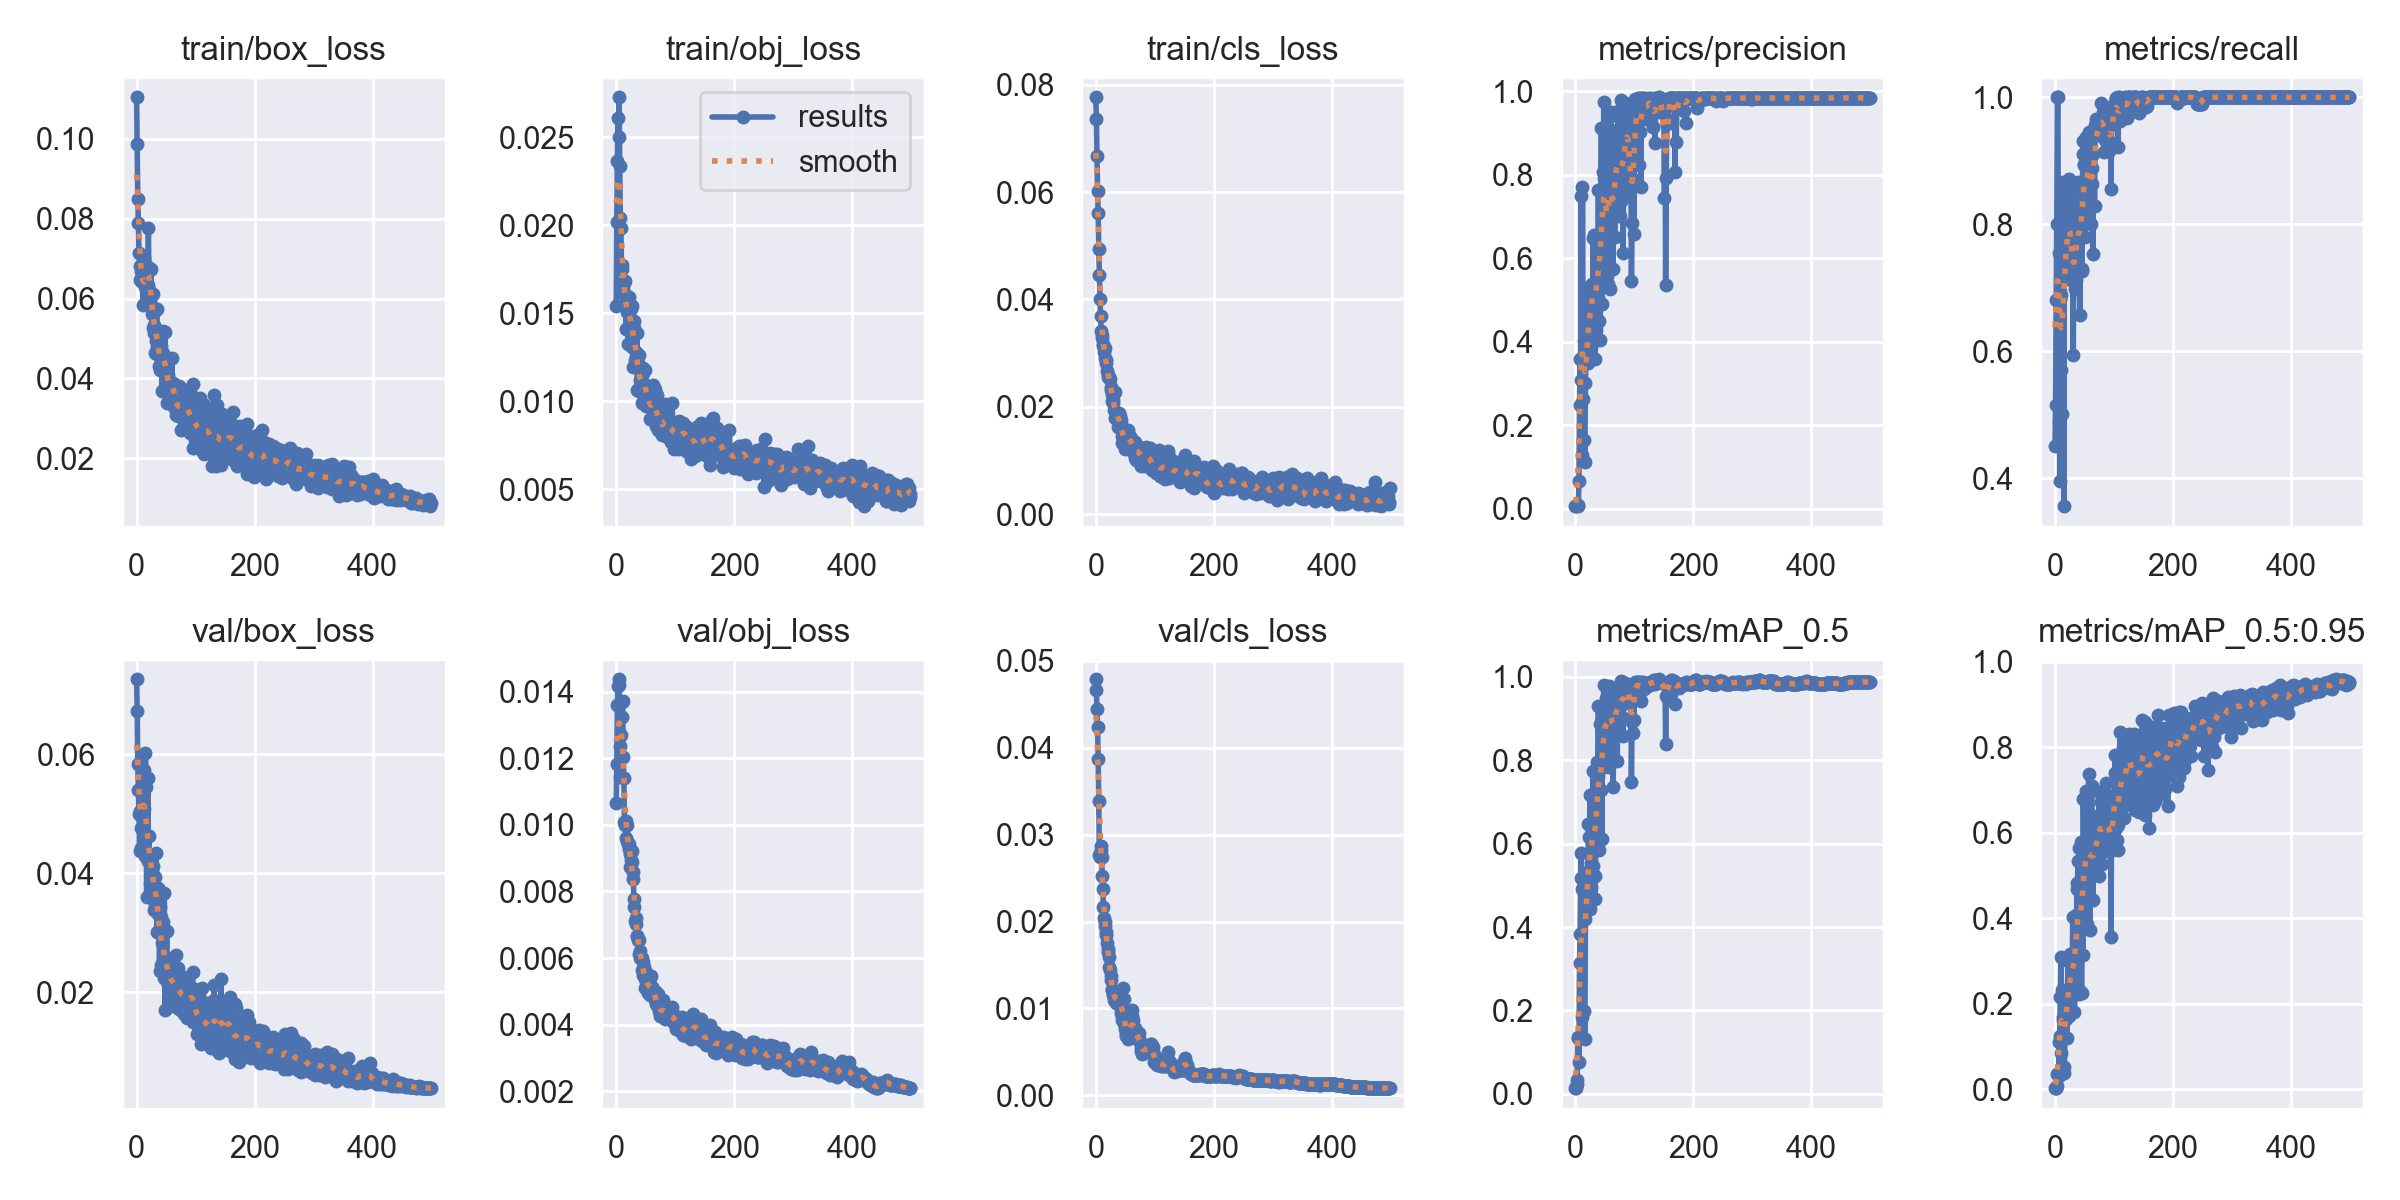 train/box_loss
0.10
0.08
0.06
0.04
0.02
0 200 400
train/obj_loss
results
smooth
0.025
0.020
0.015
0.010
0.005
0 200 400
train/cls_loss
0.08
0.06
0.04
0.02
0.00
0 200 400
metrics/precision
1.0
0.8
0.6
0.4
0.2
0.0
0 200 400
metrics/recall
1.0
0.8
0.6
0.4
0 200 400
val/box_loss
0.06
0.04
0.02
0 200 400
val/obj_loss
0.014
0.012
0.010
0.008
0.006
0.004
0.002
0 200 400
val/cls_loss
0.05
0.04
0.03
0.02
0.01
0.00
0 200 400
metrics/mAP_0.5
1.0
0.8
0.6
0.4
0.2
0.0
0 200 400
metrics/mAP_0.5:0.95
1.0
0.8
0.6
0.4
0.2
0.0
0 200 400